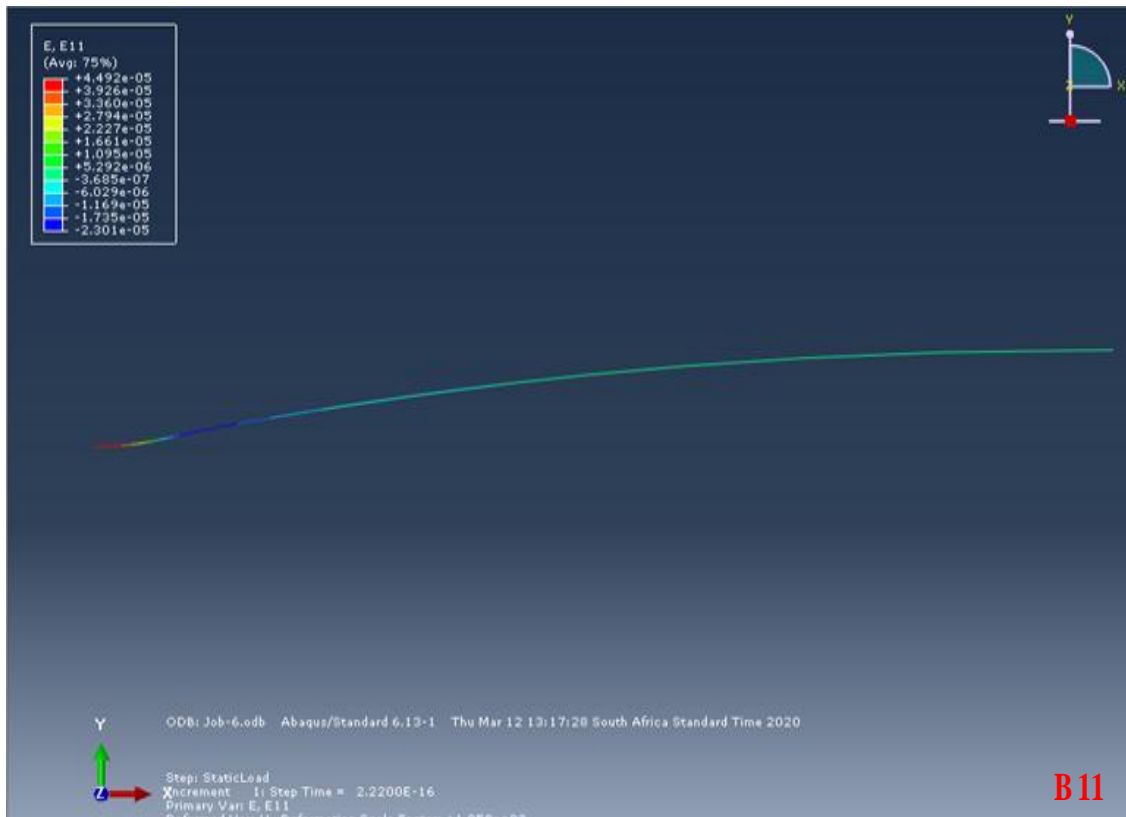 E, E11
(Avg: 75%)
+4.492e-05
+3.926e-05
+3.360e-05
+2.794e-05
+2.227e-05
+1.661e-05
+1.095e-05
+5.292e-06
-3.685e-07
-6.029e-06
-1.169e-05
-1.735e-05
-2.301e-05
Y
Z X
Y
ODB: Job-6.odb Abaqus/Standard 6.13-1 Thu Mar 12 13:17:28 South Africa Standard Time 2020
Step: StaticLoad
Z X
Increment 1: Step Time = 2.2200E-16
Primary Var: E, E11
B 11